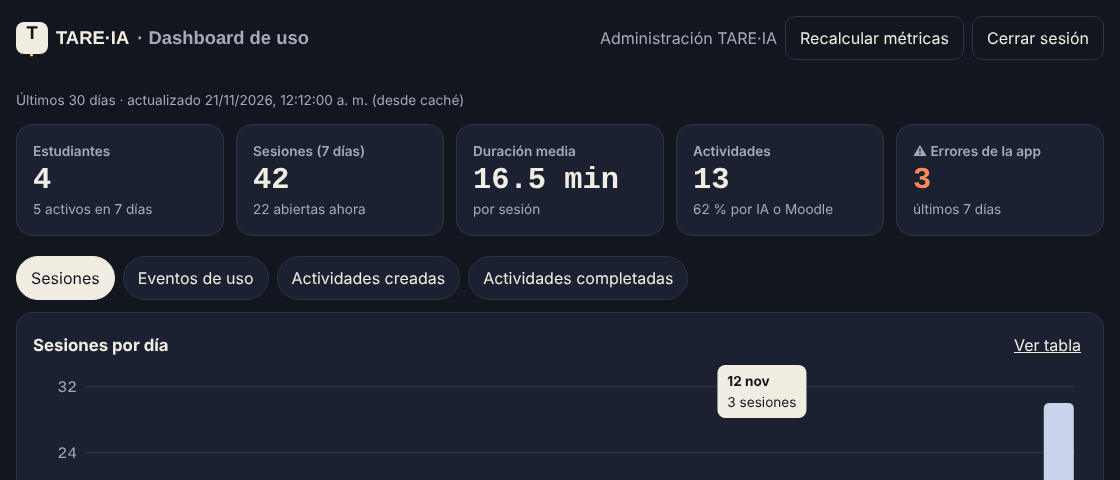 T TARE·IA · Dashboard de uso
Administración TARE·IA
Recalcular métricas
Cerrar sesión
Últimos 30 días · actualizado 21/11/2026, 12:12:00 a. m. (desde caché)
Estudiantes
4
5 activos en 7 días
Sesiones (7 días)
42
22 abiertas ahora
Duración media
16.5 min
por sesión
Actividades
13
62 % por IA o Moodle
⚠ Errores de la app
3
últimos 7 días
Sesiones
Eventos de uso
Actividades creadas
Actividades completadas
Sesiones por día
Ver tabla
32
12 nov
3 sesiones
24